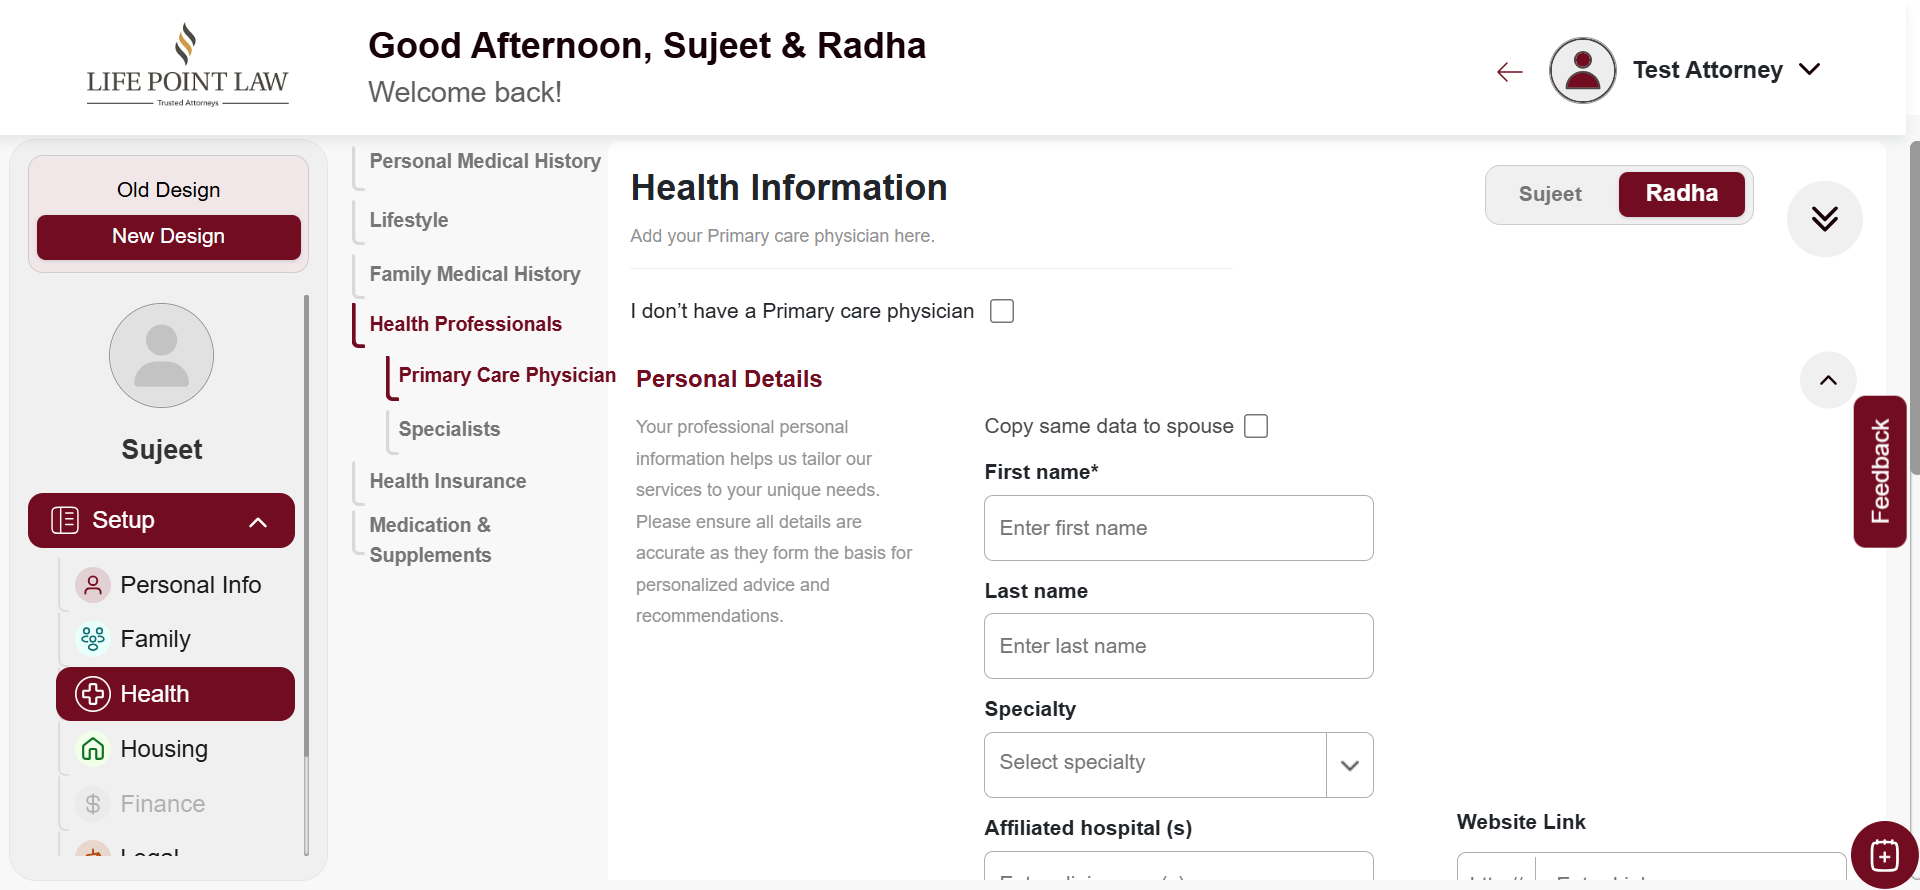 LIFE POINT LAW
Trusted Attorneys
Good Afternoon, Sujeet & Radha
Welcome back!
Test Attorney
Old Design
New Design
Sujeet
Setup
Personal Info
Family
Health
Housing
Finance
Legal
Personal Medical History
Lifestyle
Family Medical History
Health Professionals
Primary Care Physician
Specialists
Health Insurance
Medication &
Supplements
Health Information
Add your Primary care physician here.
Sujeet
Radha
I don’t have a Primary care physician
Personal Details
Your professional personal
information helps us tailor our
services to your unique needs.
Please ensure all details are
accurate as they form the basis for
personalized advice and
recommendations.
Copy same data to spouse
First name*
Enter first name
Last name
Enter last name
Specialty
Select specialty
Affiliated hospital (s)
Website Link
Feedback